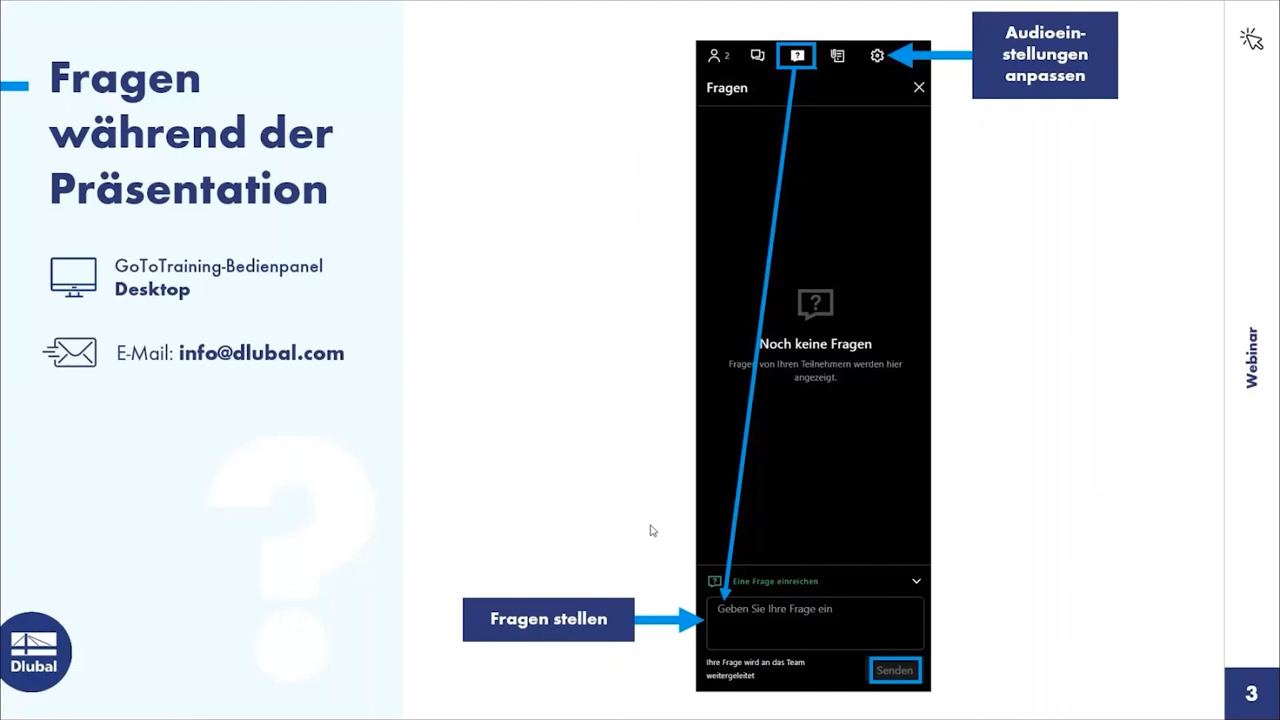 Fragen
während der
Präsentation
GoToTraining-Bedienpanel
Desktop
E-Mail: info@dlubal.com
Dlubal
2
Fragen
Noch keine Fragen
Fragen von Ihren Teilnehmern werden hier
angezeigt.
Eine Frage einreichen
Geben Sie Ihre Frage ein
Ihre Frage wird an das Team
weitergeleitet
Senden
Fragen stellen
Audioein-
stellungen
anpassen
Webinar
3